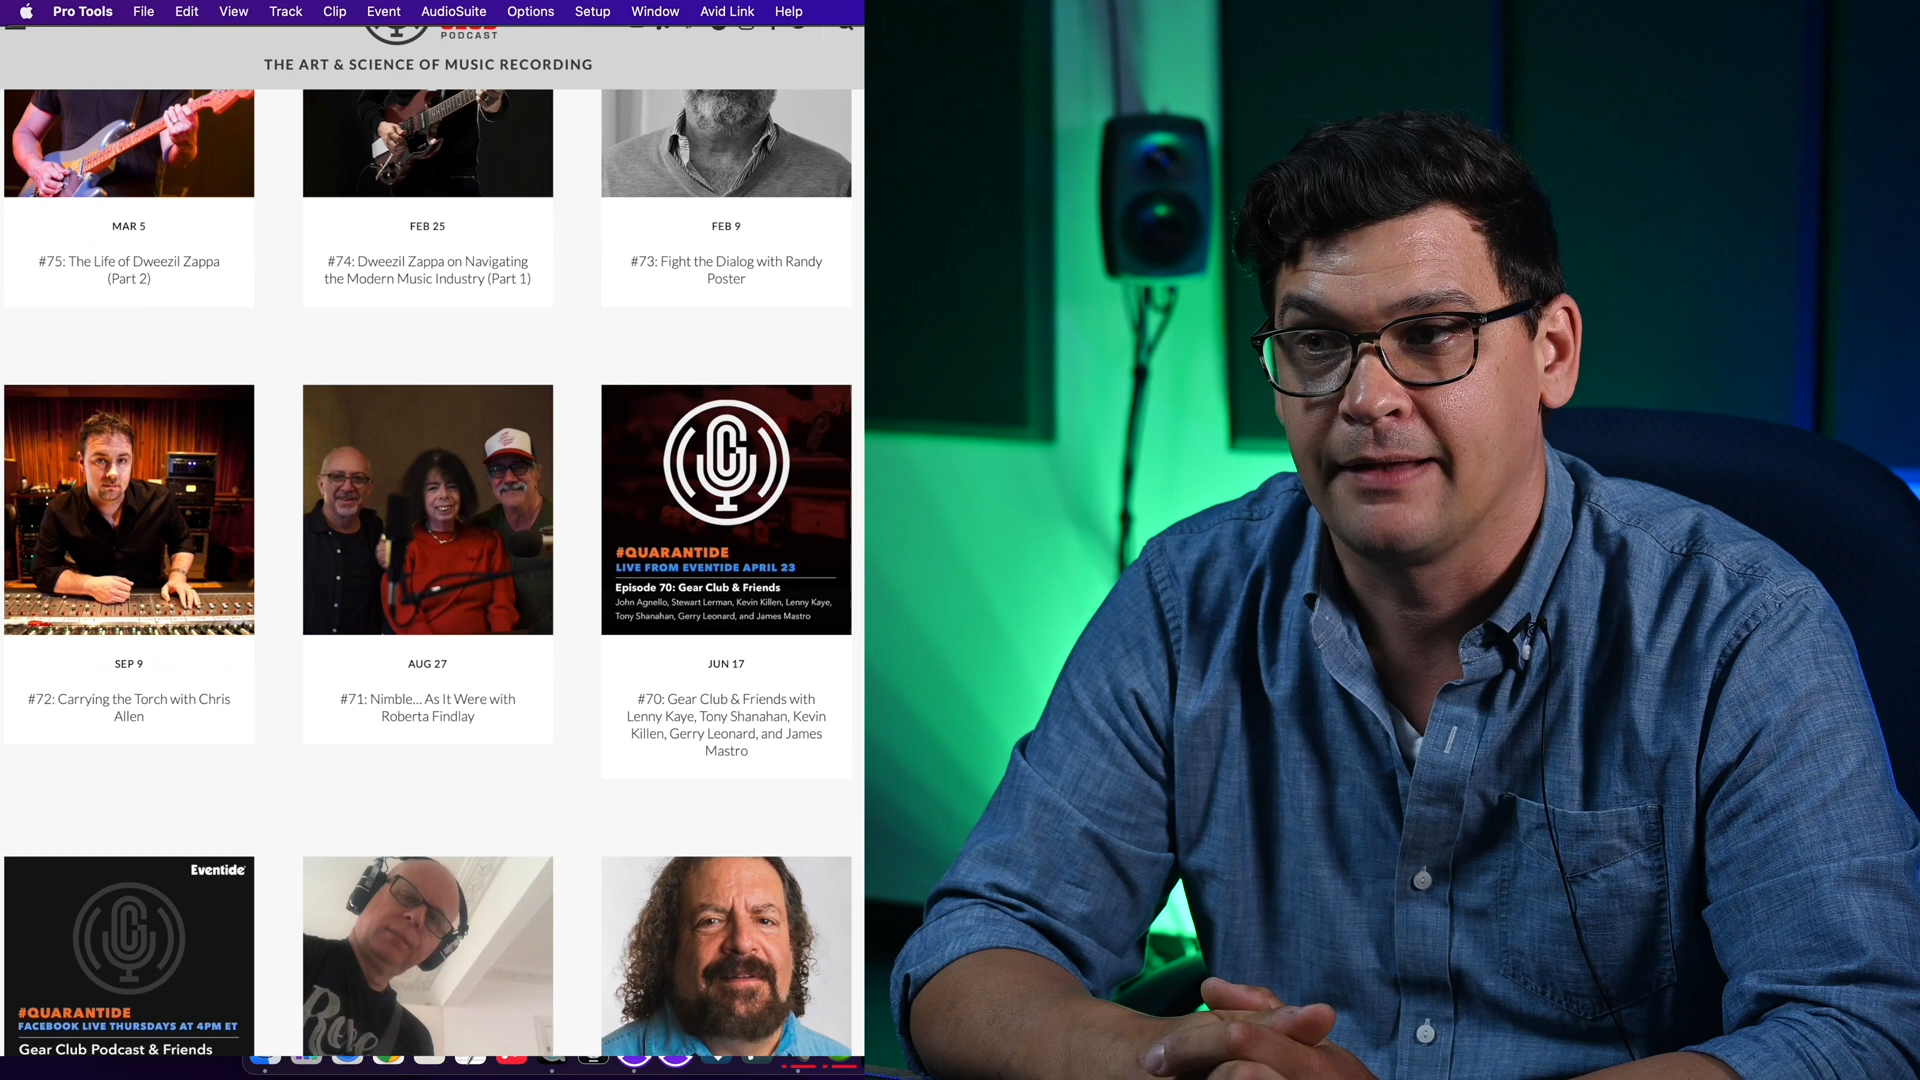 Pro Tools File Edit View Track Clip Event AudioSuite Options Setup Window Avid Link Help
PODCAST
THE ART & SCIENCE OF MUSIC RECORDING
MAR 5
#75: The Life of Dweezil Zappa
(Part 2)
FEB 25
#74: Dweezil Zappa on Navigating
the Modern Music Industry (Part 1)
FEB 9
#73: Fight the Dialog with Randy
Poster
#QUARANTIDE
LIVE FROM EVENTIDE APRIL 23
Episode 70: Gear Club & Friends
John Agnello, Stewart Lerman, Kevin Killen, Lenny Kaye,
Tony Shanahan, Gerry Leonard, and James Mastro
SEP 9
#72: Carrying the Torch with Chris
Allen
AUG 27
#71: Nimble... As It Were with
Roberta Findlay
JUN 17
#70: Gear Club & Friends with
Lenny Kaye, Tony Shanahan, Kevin
Killen, Gerry Leonard, and James
Mastro
Eventide
#QUARANTIDE
FACEBOOK LIVE THURSDAYS AT 4PM ET
Gear Club Podcast & Friends